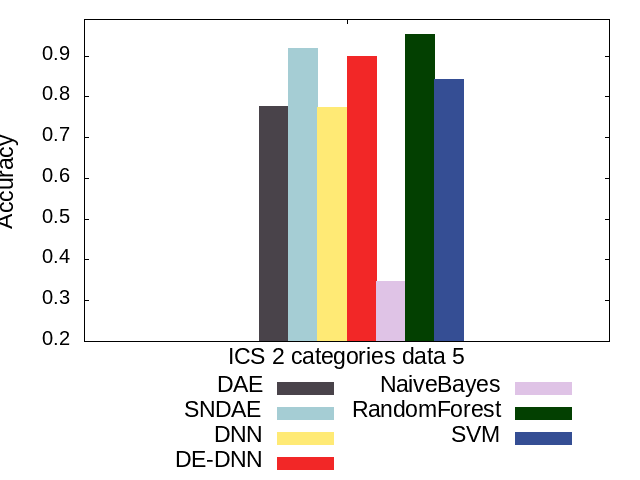 0.9
0.8
0.7
0.6
0.5
0.4
0.3
0.2
Accuracy
ICS 2 categories data 5
DAE
SNDAE
DNN
DE-DNN
NaiveBayes
RandomForest
SVM